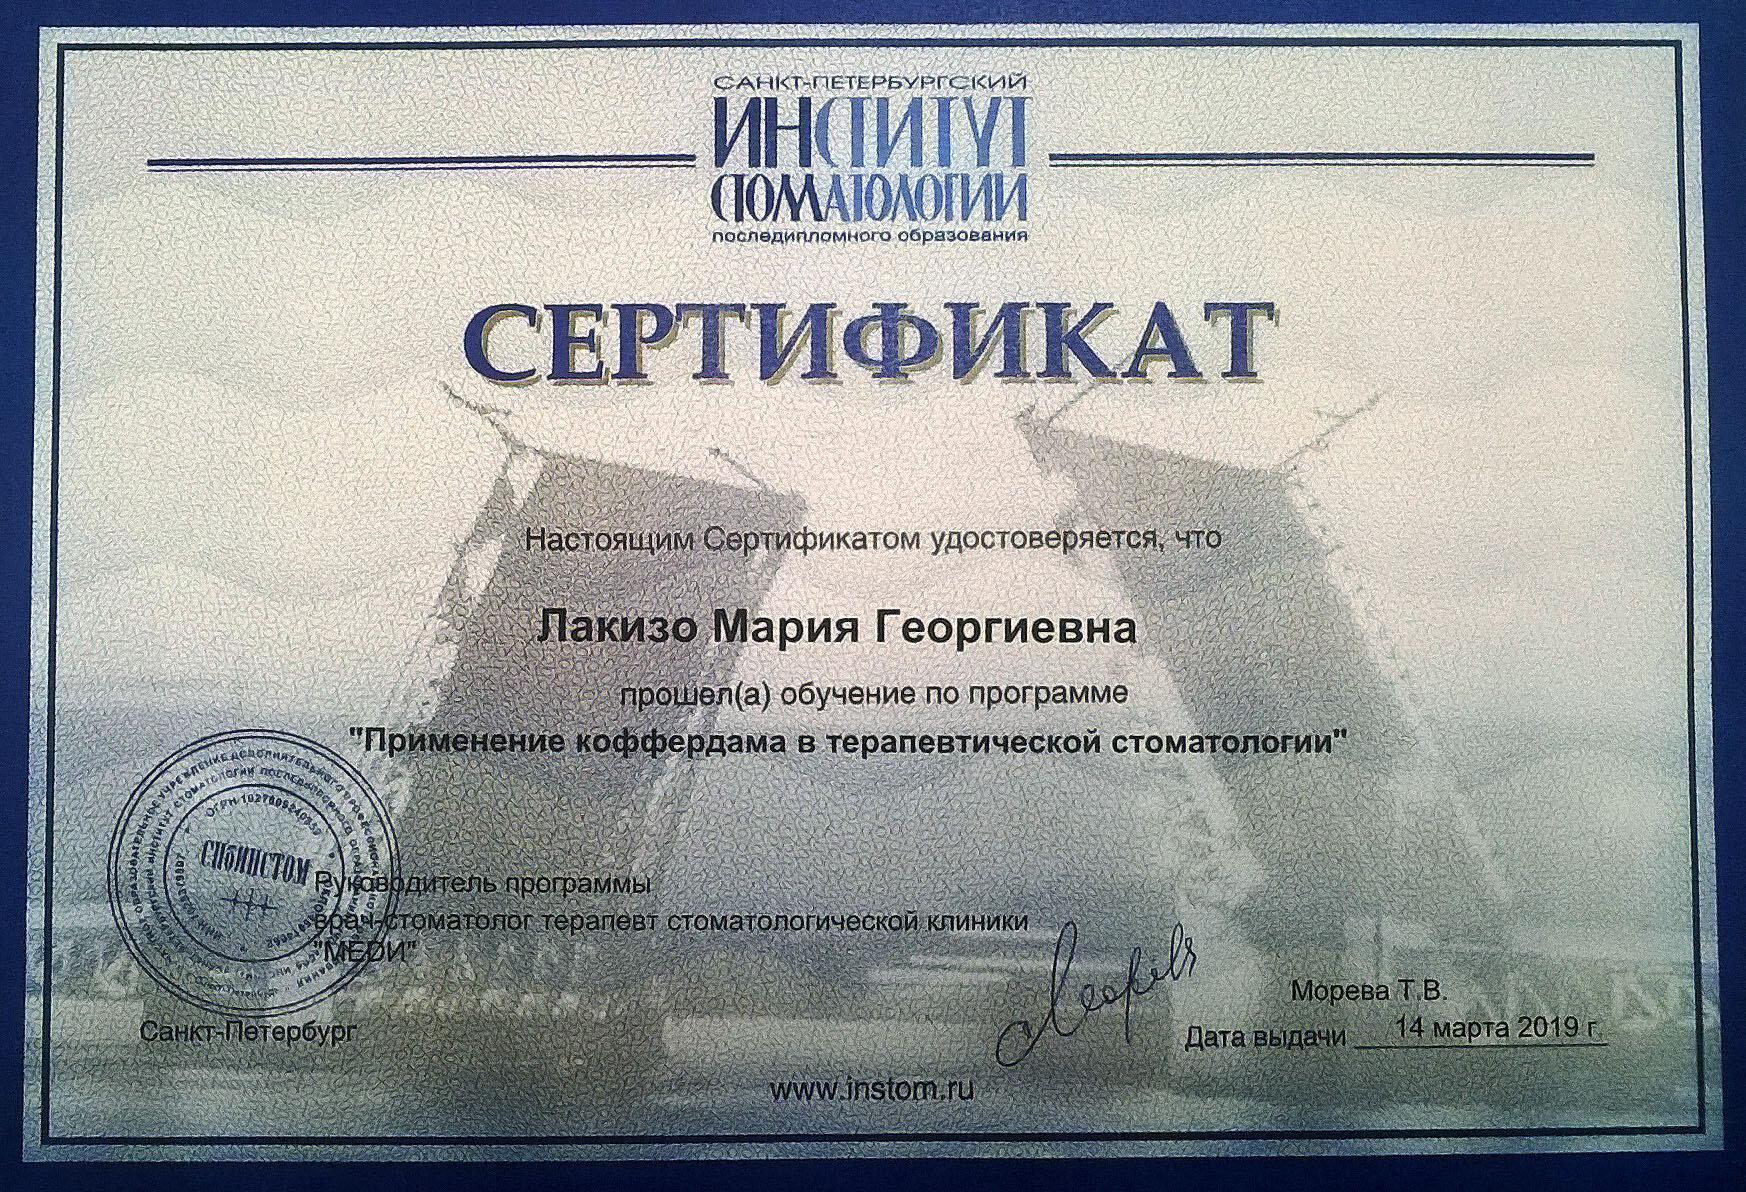 САНКТ-ПЕТЕРБУРГСКИЙ
ИНСТИТУТ
СТОМАТОЛОГИИ
последипломного образования
СЕРТИФИКАТ
Настоящим Сертификатом удостоверяется, что
Лакизо Мария Георгиевна
прошел(а) обучение по программе
"Применение коффердама в терапевтической стоматологии"
СПбИНСТОМ
Руководитель программы
врач-стоматолог терапевт стоматологической клиники
"МЕДИ"
Морева Т.В.
Санкт-Петербург
Дата выдачи 14 марта 2019 г.
www.instom.ru